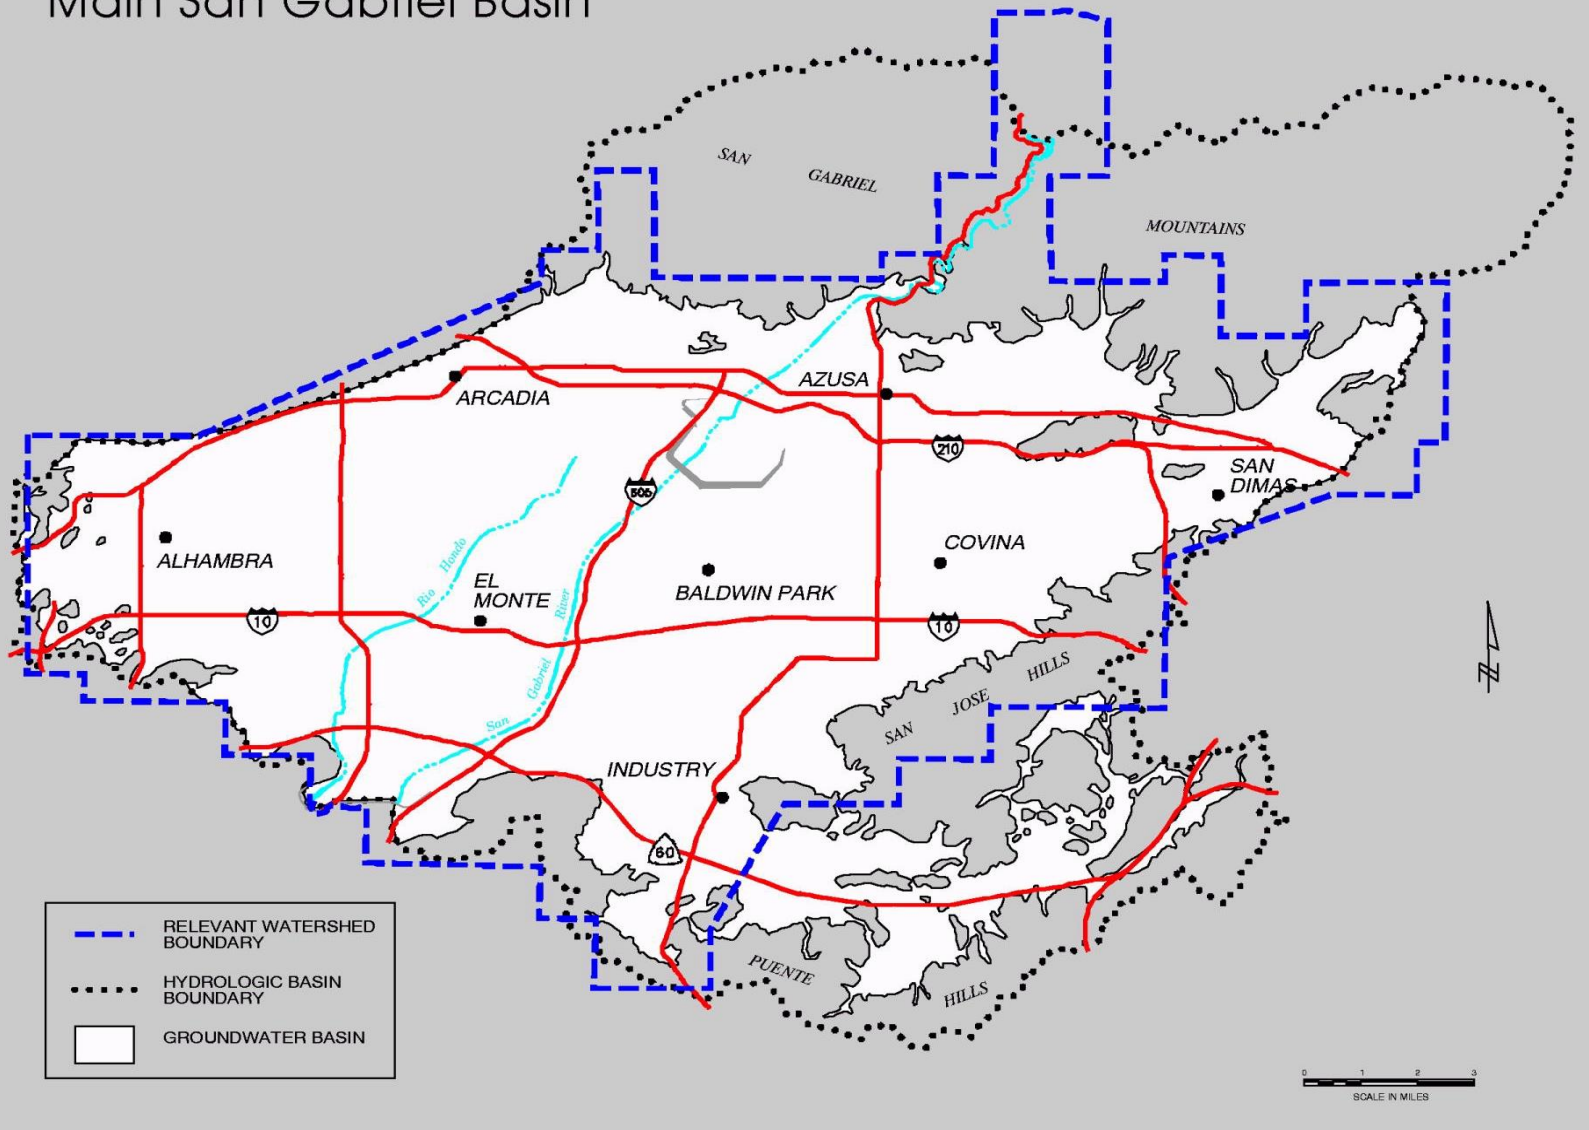 Main San Gabriel Basin
SAN
GABRIEL
MOUNTAINS
ARCADIA
AZUSA
210
SAN
DIMAS
605
ALHAMBRA
Rio Hondo
EL
MONTE
River
BALDWIN PARK
COVINA
10
10
Gabriel
San
HILLS
JOSE
SAN
INDUSTRY
60
PUENTE
HILLS
RELEVANT WATERSHED
BOUNDARY
HYDROLOGIC BASIN
BOUNDARY
GROUNDWATER BASIN
N
0 1 2 3
SCALE IN MILES